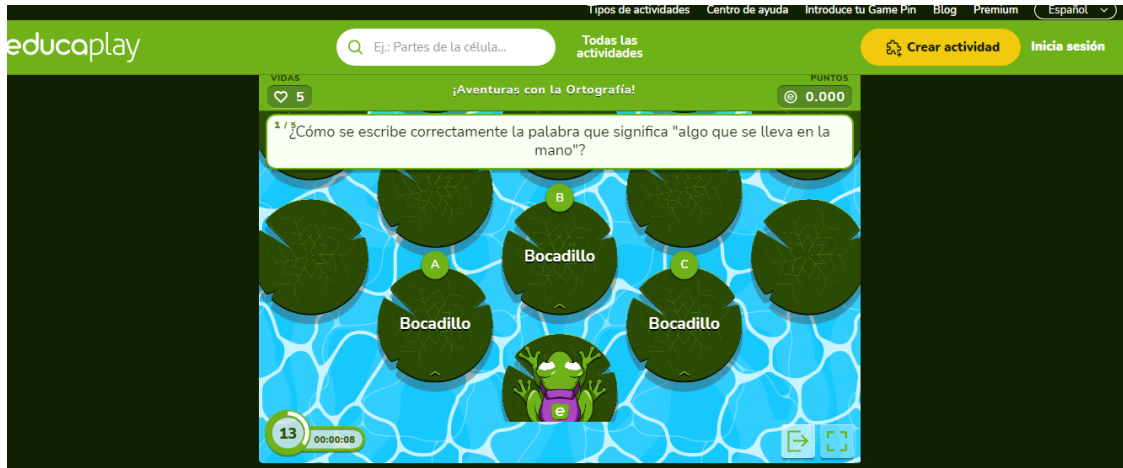 Tipos de actividades Centro de ayuda Introduce tu Game Pin Blog Premium Español
educaplay
Ej.: Partes de la célula...
Todas las
actividades
Crear actividad
Inicia sesión
VIDAS
5
¡Aventuras con la Ortografía!
PUNTOS
0.000
1 / 5
¿Cómo se escribe correctamente la palabra que significa "algo que se lleva en la
mano"?
B
Bocadillo
A
Bocadillo
C
Bocadillo
e
13
00:00:08